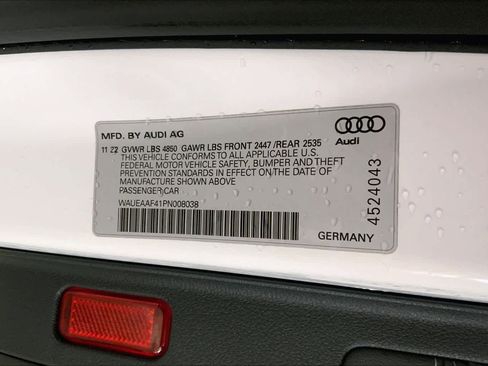 MFD. BY AUDI AG
Audi
11 22 GVWR LBS 4850 GAWR LBS FRONT 2447 /REAR 2535
THIS VEHICLE CONFORMS TO ALL APPLICABLE U.S.
FEDERAL MOTOR VEHICLE SAFETY, BUMPER AND THEFT
PREVENTION STANDARDS IN EFFECT ON THE DATE OF
MANUFACTURE SHOWN ABOVE.
PASSENGER CAR
WAUEAAF41PN008038
4524043
GERMANY